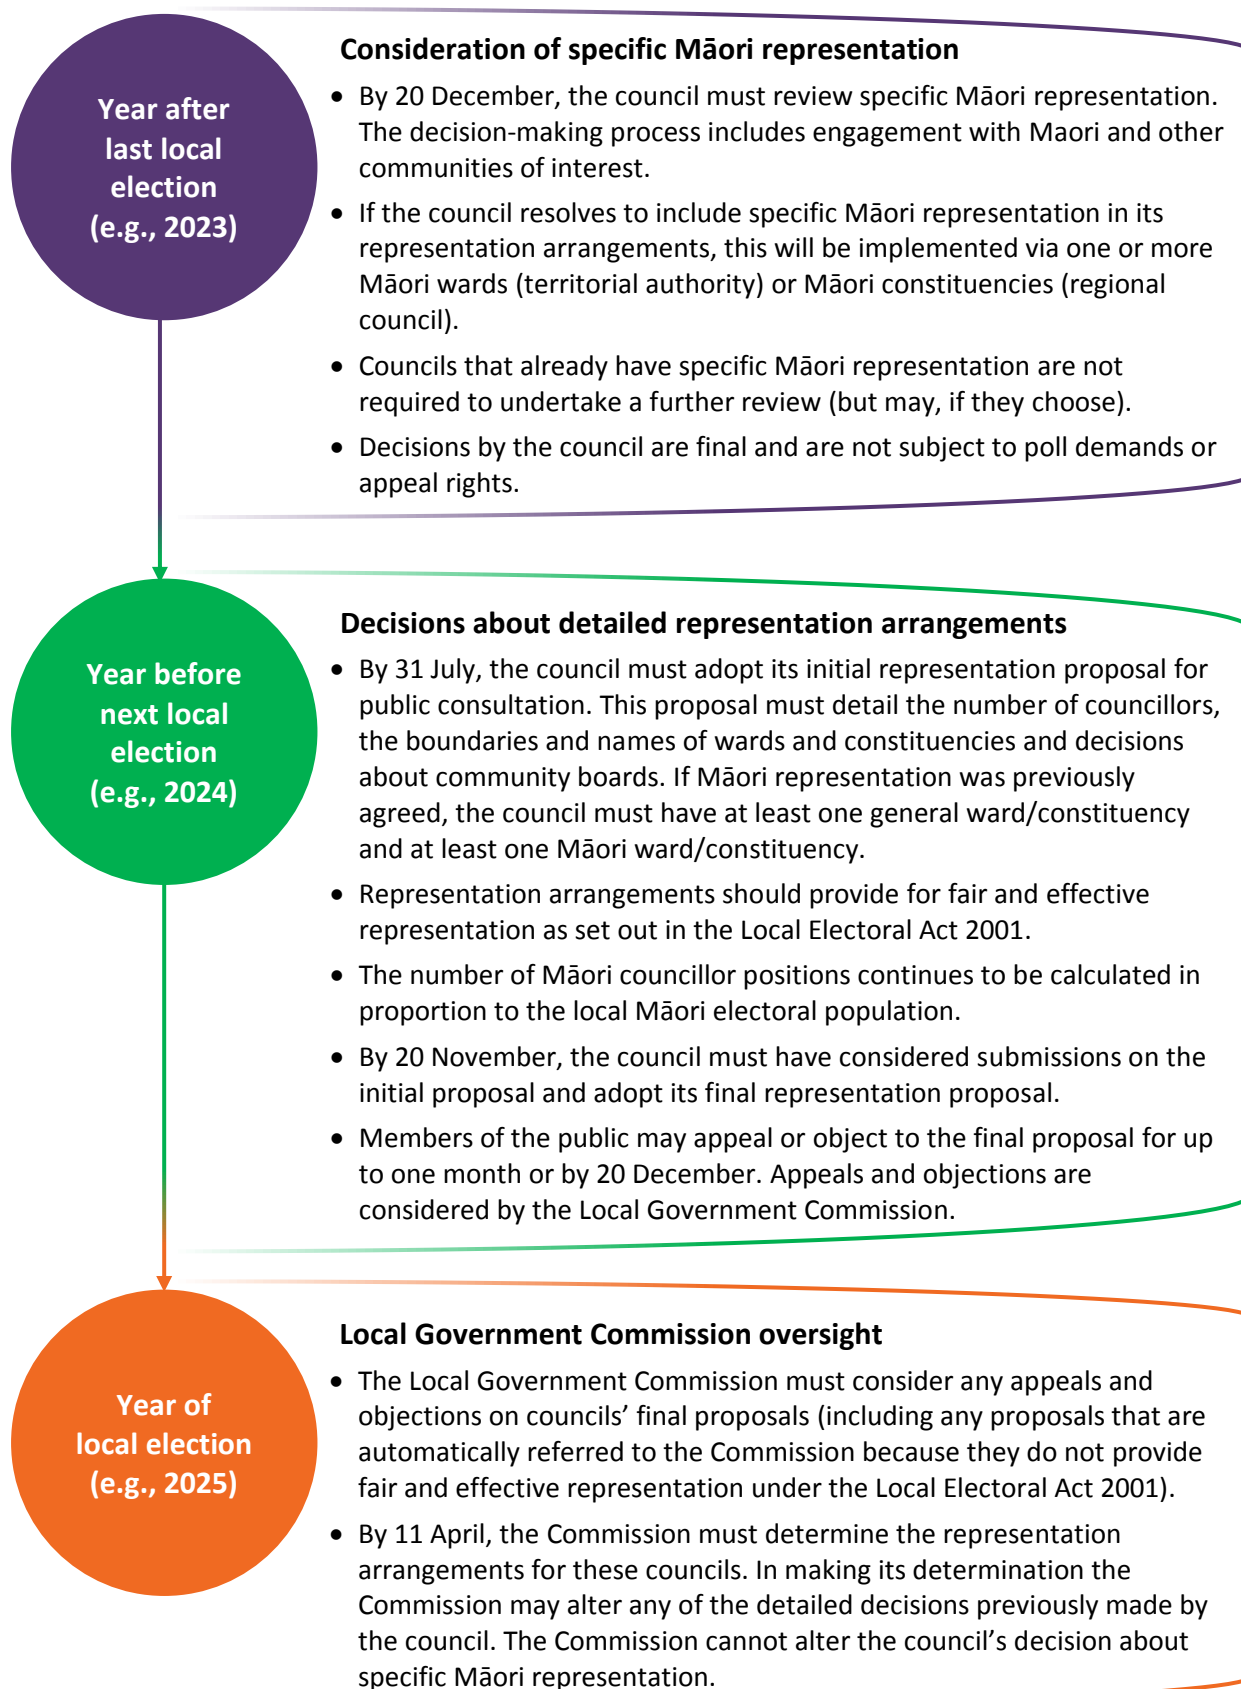 Year after
last local
election
(e.g., 2023)
Consideration of specific Māori representation
• By 20 December, the council must review specific Māori representation.
The decision-making process includes engagement with Maori and other
communities of interest.
• If the council resolves to include specific Māori representation in its
representation arrangements, this will be implemented via one or more
Māori wards (territorial authority) or Māori constituencies (regional
council).
• Councils that already have specific Māori representation are not
required to undertake a further review (but may, if they choose).
• Decisions by the council are final and are not subject to poll demands or
appeal rights.
Year before
next local
election
(e.g., 2024)
Decisions about detailed representation arrangements
• By 31 July, the council must adopt its initial representation proposal for
public consultation. This proposal must detail the number of councillors,
the boundaries and names of wards and constituencies and decisions
about community boards. If Māori representation was previously
agreed, the council must have at least one general ward/constituency
and at least one Māori ward/constituency.
• Representation arrangements should provide for fair and effective
representation as set out in the Local Electoral Act 2001.
• The number of Māori councillor positions continues to be calculated in
proportion to the local Māori electoral population.
• By 20 November, the council must have considered submissions on the
initial proposal and adopt its final representation proposal.
• Members of the public may appeal or object to the final proposal for up
to one month or by 20 December. Appeals and objections are
considered by the Local Government Commission.
Year of
local election
(e.g., 2025)
Local Government Commission oversight
• The Local Government Commission must consider any appeals and
objections on councils’ final proposals (including any proposals that are
automatically referred to the Commission because they do not provide
fair and effective representation under the Local Electoral Act 2001).
• By 11 April, the Commission must determine the representation
arrangements for these councils. In making its determination the
Commission may alter any of the detailed decisions previously made by
the council. The Commission cannot alter the council’s decision about
specific Māori representation.